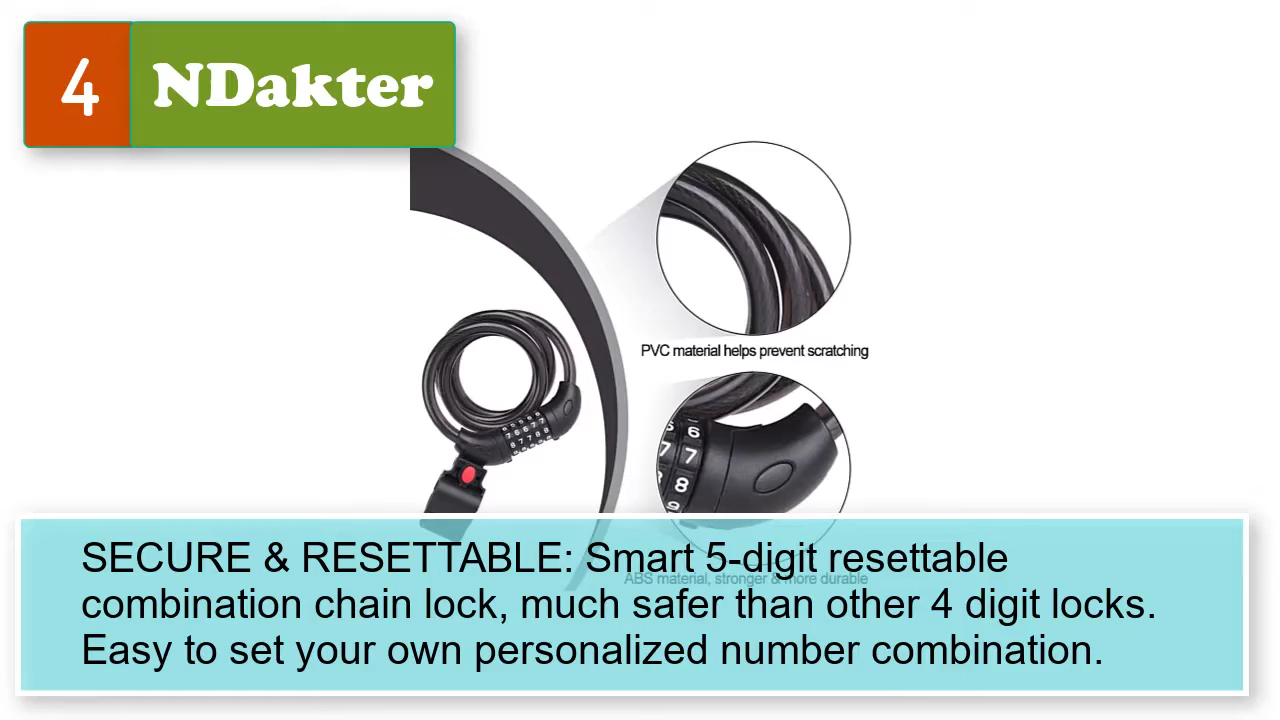 4 NDakter
PVC material helps prevent scratching
SECURE & RESETTABLE: Smart 5-digit resettable
ABS material, stronger & more durable
combination chain lock, much safer than other 4 digit locks.
Easy to set your own personalized number combination.